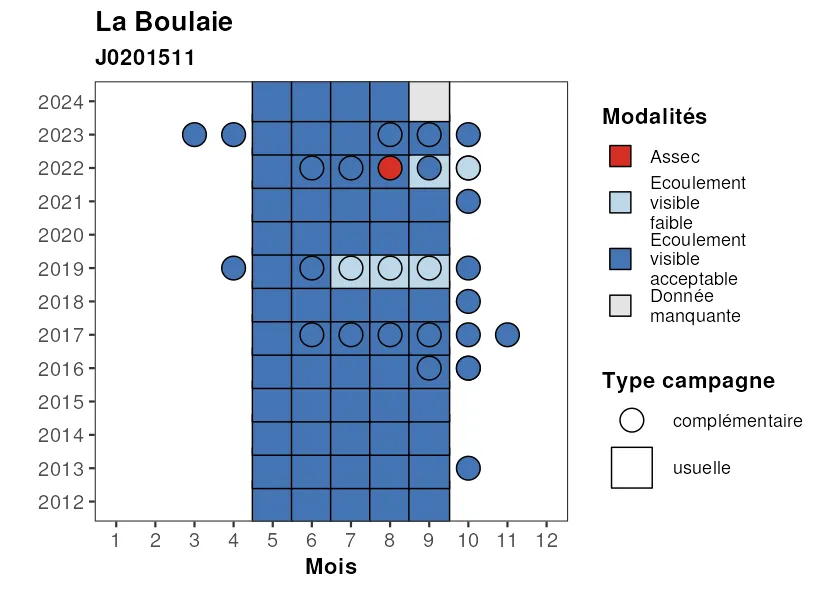 La Boulaie
J0201511
2024
2023
2022
2021
2020
2019
2018
2017
2016
2015
2014
2013
2012
1 2 3 4 5 6 7 8 9 10 11 12
Mois
Modalités
Assec
Ecoulement
visible
faible
Ecoulement
visible
acceptable
Donnée
manquante
Type campagne
complémentaire
usuelle